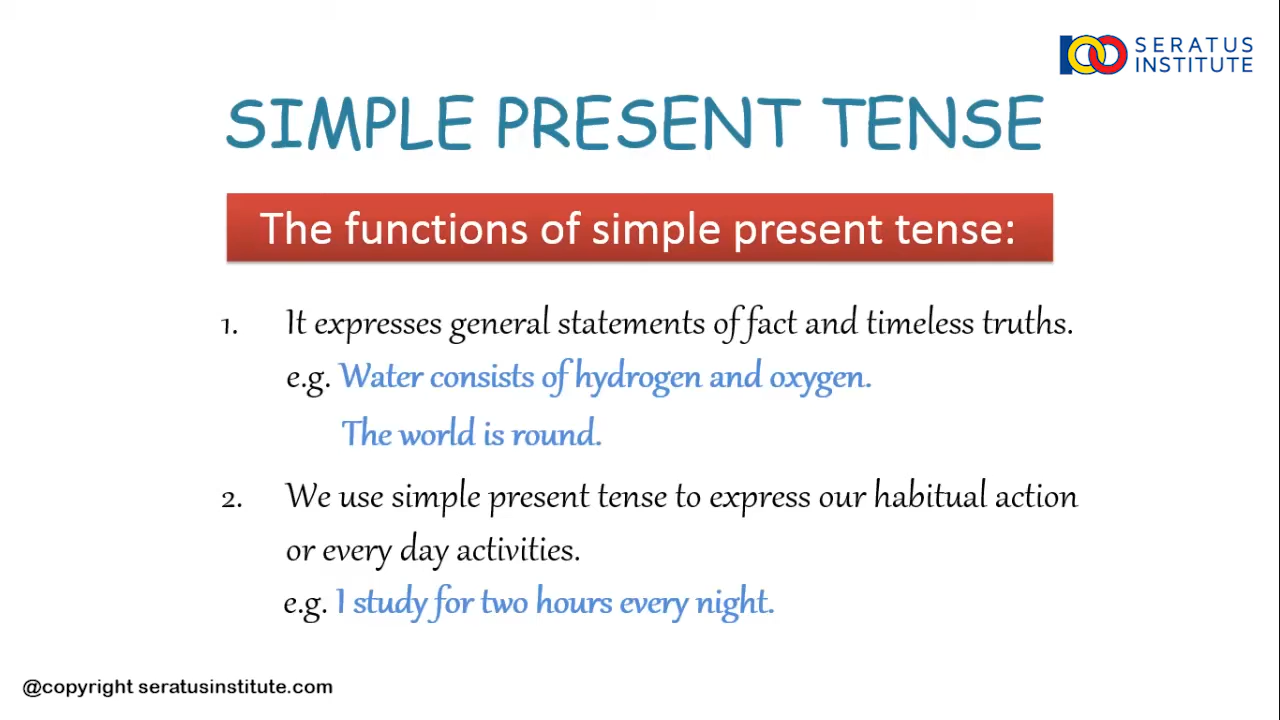 SERATUS
INSTITUTE
SIMPLE PRESENT TENSE
The functions of simple present tense:
1. It expresses general statements of fact and timeless truths.
e.g. Water consists of hydrogen and oxygen.
The world is round.
2. We use simple present tense to express our habitual action
or every day activities.
e.g. I study for two hours every night.
@copyright seratusinstitute.com